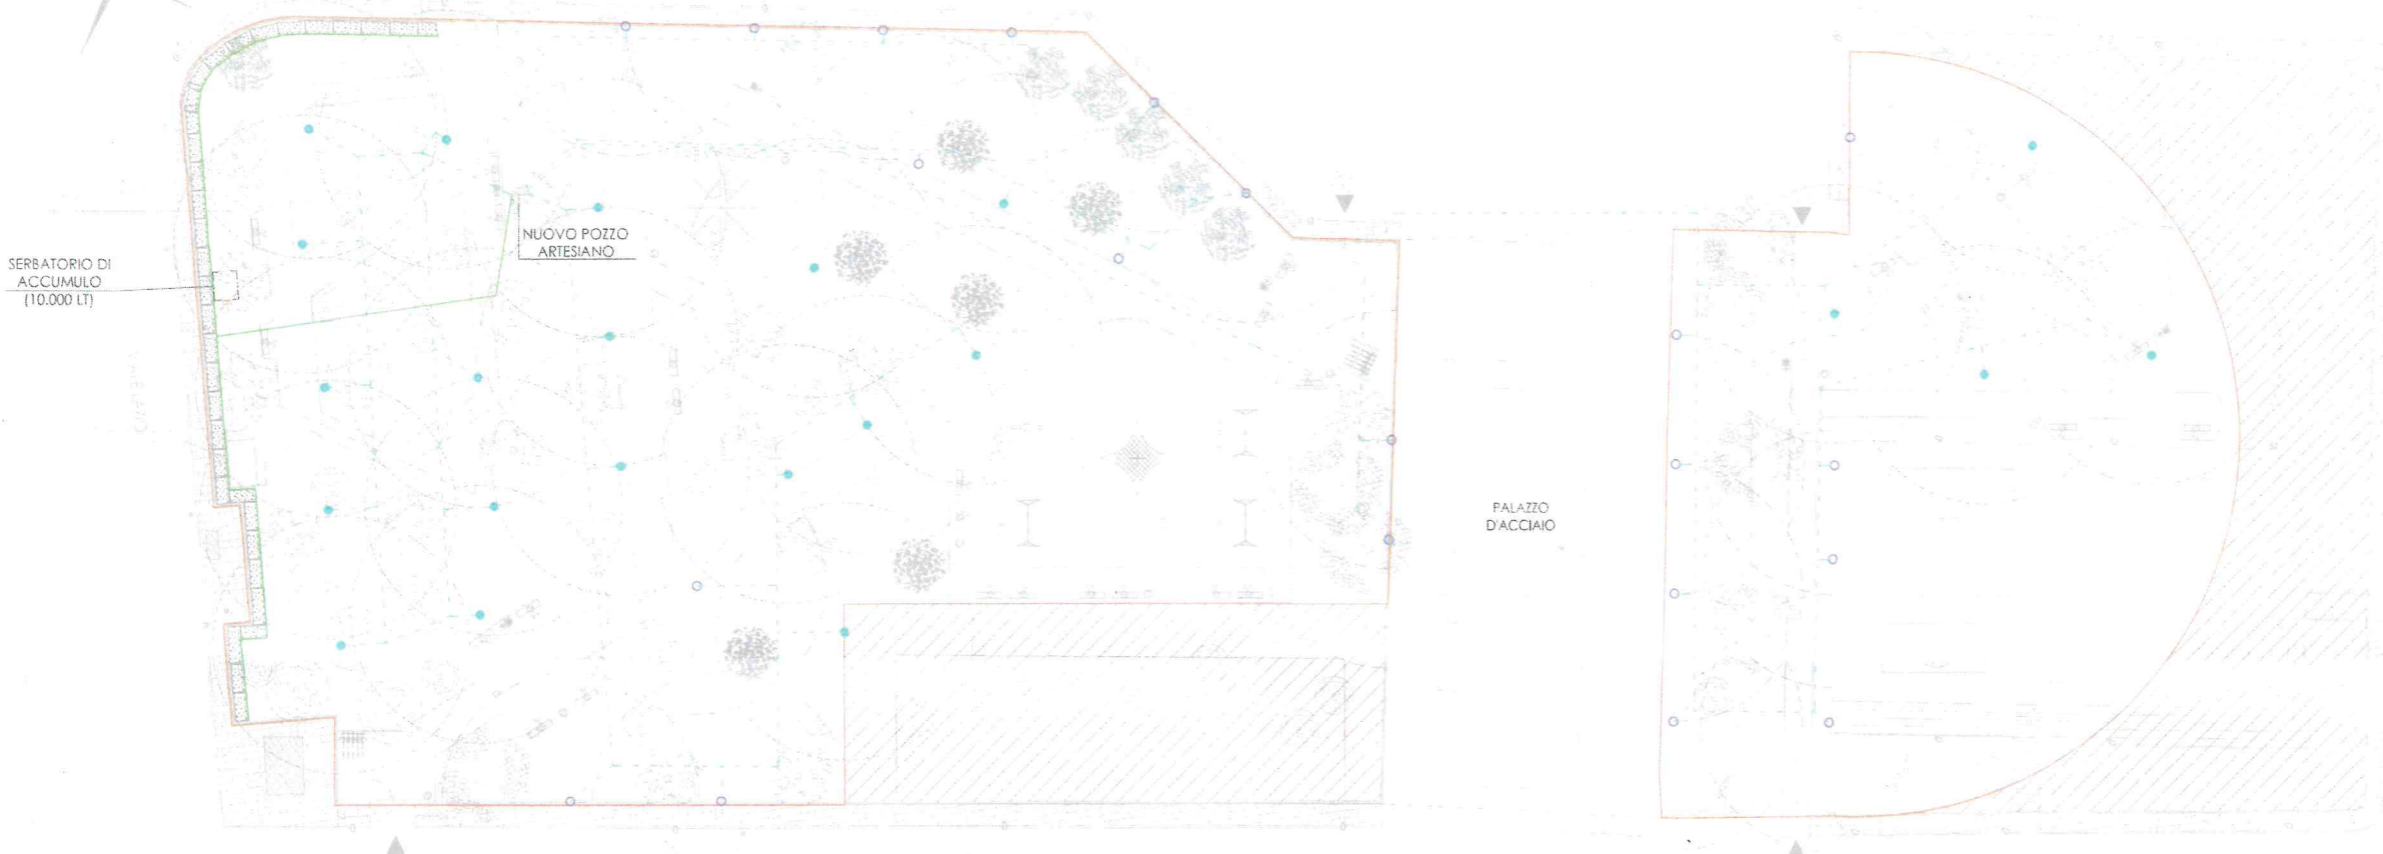 SERBATORIO DI
ACCUMULO
(10.000 LT)
NUOVO POZZO
ARTESIANO
PALAZZO
D'ACCIAIO